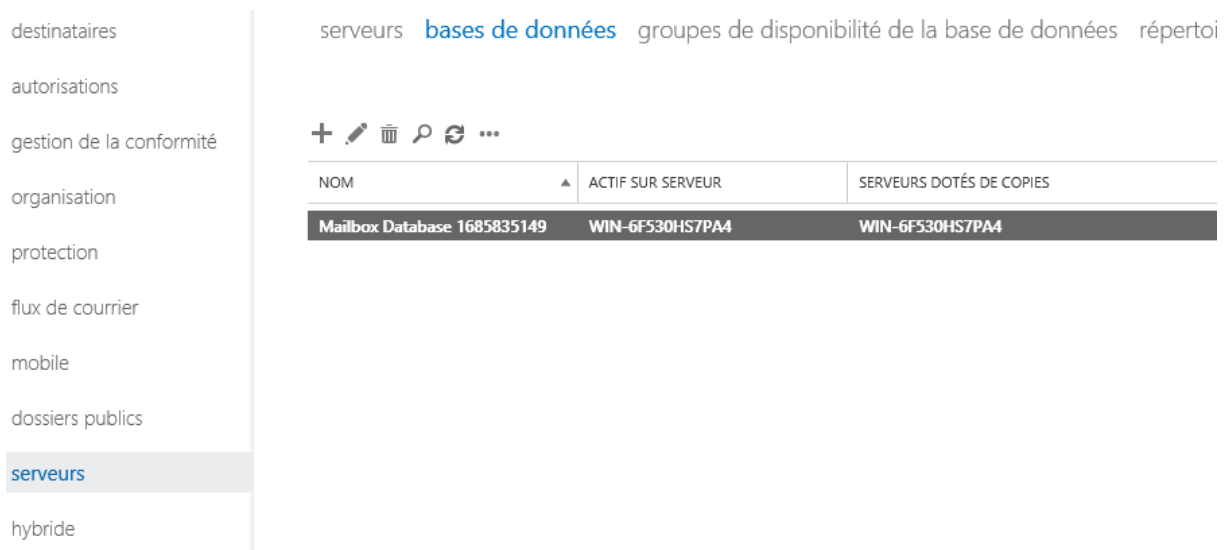 destinataires
autorisations
gestion de la conformité
organisation
protection
flux de courrier
mobile
dossiers publics
serveurs
hybride
serveurs bases de données groupes de disponibilité de la base de données répertoi
NOM ACTIF SUR SERVEUR SERVEURS DOTÉS DE COPIES
Mailbox Database 1685835149 WIN-6F530HS7PA4 WIN-6F530HS7PA4